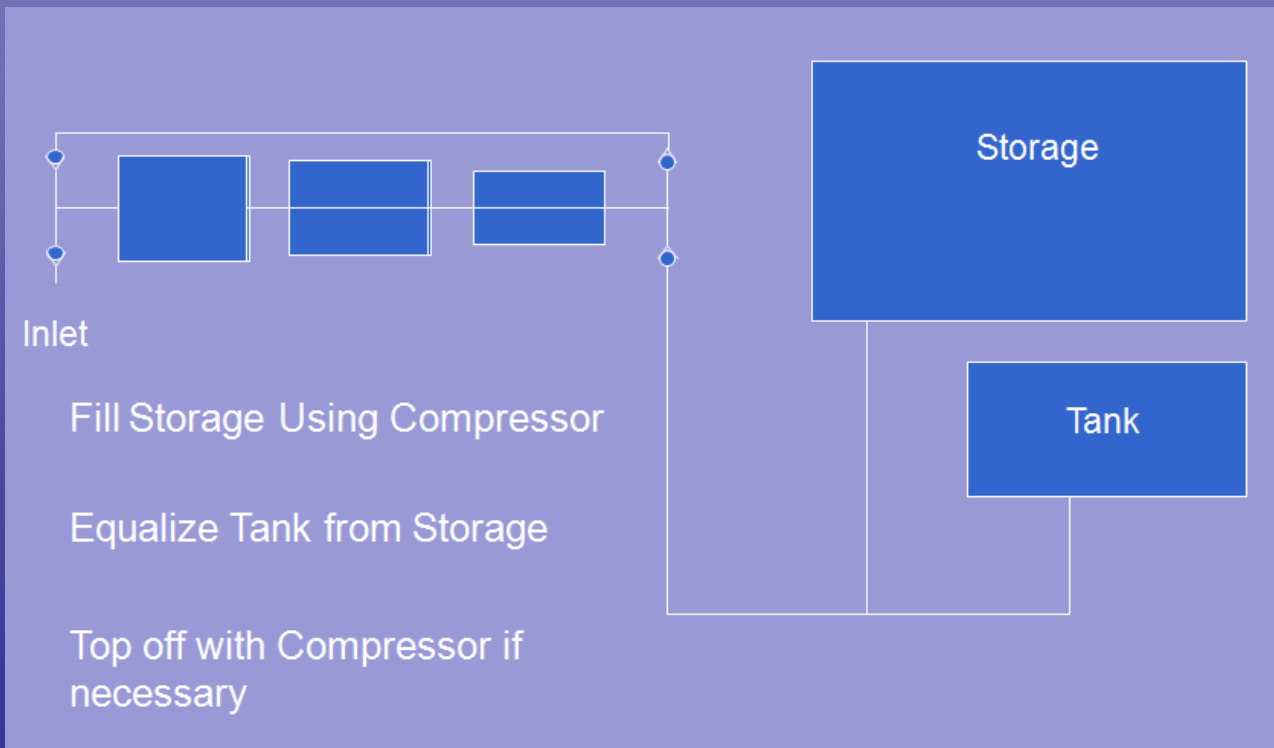 Storage
Inlet
Tank
Fill Storage Using Compressor
Equalize Tank from Storage
Top off with Compressor if
necessary